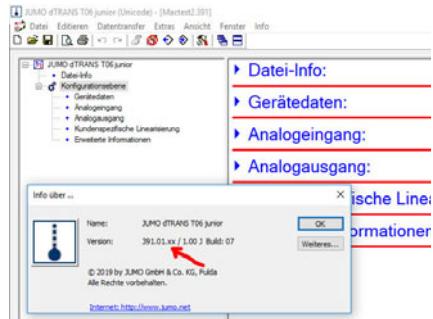 JUMO dTRANS T06 junior (Unicode) - [Mactest2.391]
Datei Editieren Datentransfer Extras Ansicht Fenster Info
JUMO dTRANS T06 junior
Datei-Info
Konfigurationsebene
Gerätedaten
Analogeingang
Analogausgang
Kundenspezifische Linearisierung
Erweiterte Informationen
Datei-Info:
Gerätedaten:
Analogeingang:
Analogausgang:
ische Linea
ormationen
Info über ...
Name: JUMO dTRANS T06 junior
OK
Version: 391.01.xx / 1.00 J Build: 07
Weiteres...
© 2019 by JUMO GmbH & Co. KG, Fulda
Alle Rechte vorbehalten.
Internet: http://www.jumo.net